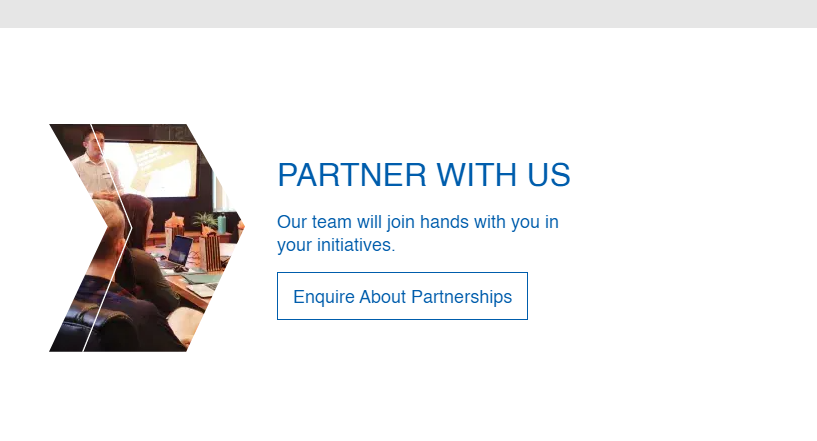 PARTNER WITH US
Our team will join hands with you in
your initiatives.
Enquire About Partnerships